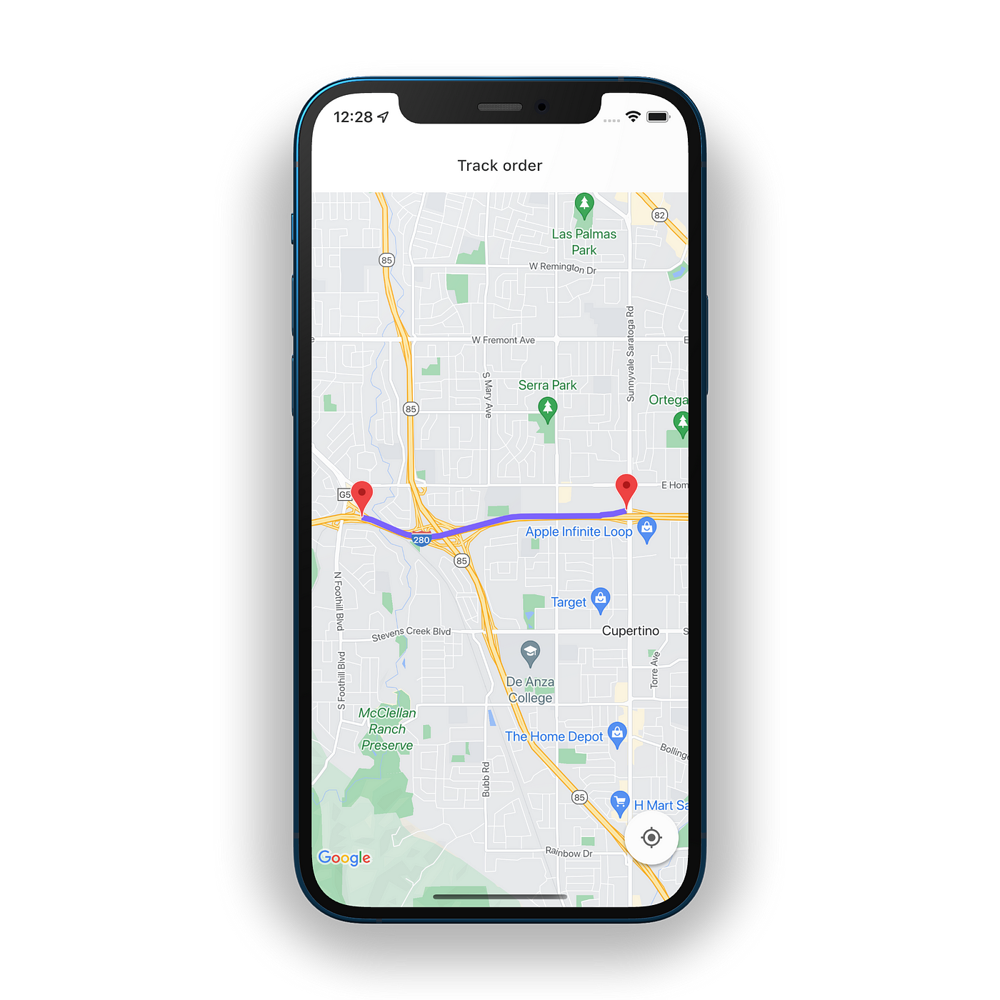 12:28
Track order
82
Las Palmas
Park
85
W Remington Dr
Sunnyvale Saratoga Rd
W Fremont Ave
E
S Mary Ave
Serra Park
Ortega
85
E Hom
G5
280
Apple Infinite Loop
85
N Foothill Blvd
Target
Cupertino
Stevens Creek Blvd
S
S Foothill Blvd
Torre Ave
De Anza
College
McClellan
Ranch
Preserve
The Home Depot
Bollinge
Bubb Rd
85
H Mart Sa
Rainbow Dr
Google